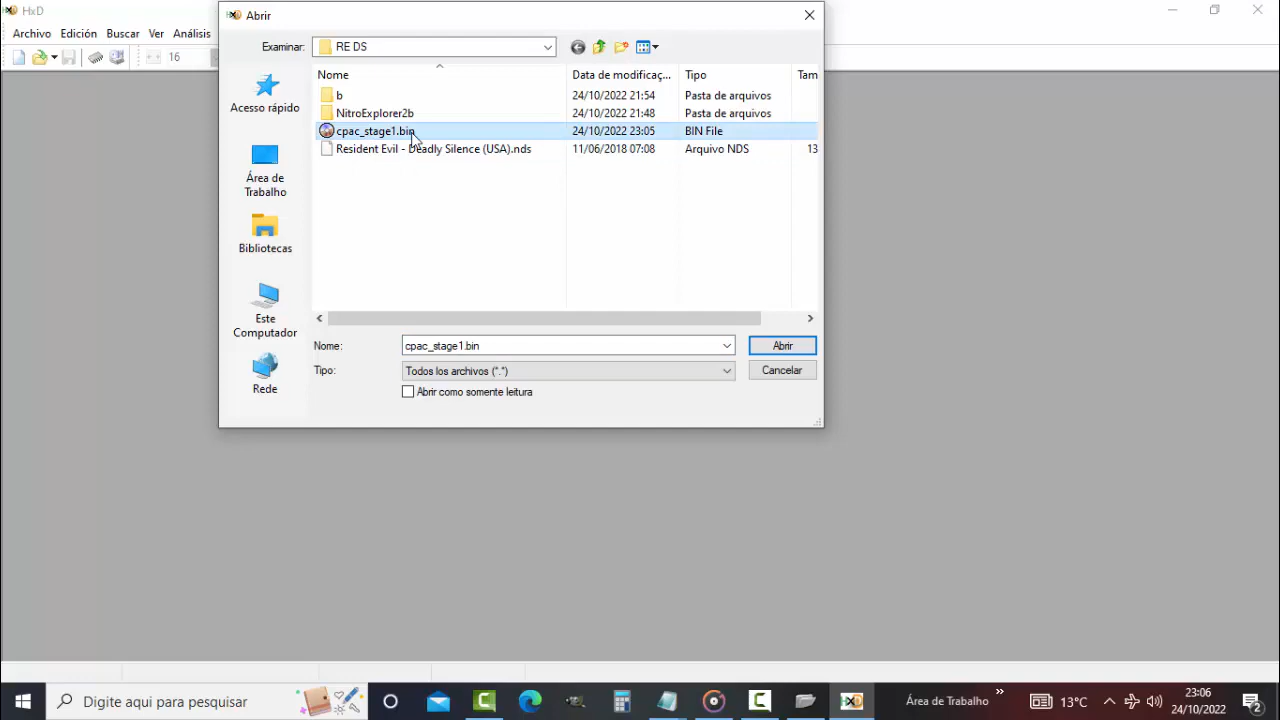 HxD
Archivo Edición Buscar Ver Análisis
16
Abrir
Examinar: RE DS
Nome Data de modificaç... Tipo Tam
b 24/10/2022 21:54 Pasta de arquivos
NitroExplorer2b 24/10/2022 21:48 Pasta de arquivos
cpac_stage1.bin 24/10/2022 23:05 BIN File
Resident Evil - Deadly Silence (USA).nds 11/06/2018 07:08 Arquivo NDS 13
Acesso rápido
Área de
Trabalho
Bibliotecas
Este
Computador
Rede
Nome: cpac_stage1.bin Abrir
Tipo: Todos los archivos (*.*) Cancelar
Abrir como somente leitura
Digite aqui para pesquisar
Área de Trabalho
»
13°C
23:06
24/10/2022
2